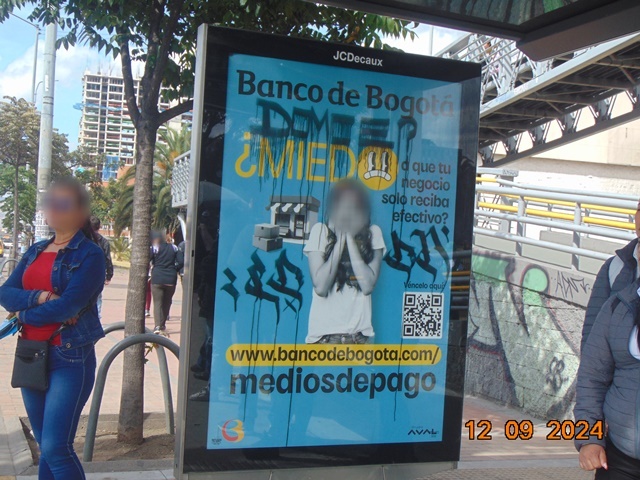 JCDecaux
Banco de Bogotá
¿MIEDO
a que tu
negocio
solo reciba
efectivo?
Véncelo aquí
www.bancodebogota.com/
mediosdepago
AVAL
12 09 2024